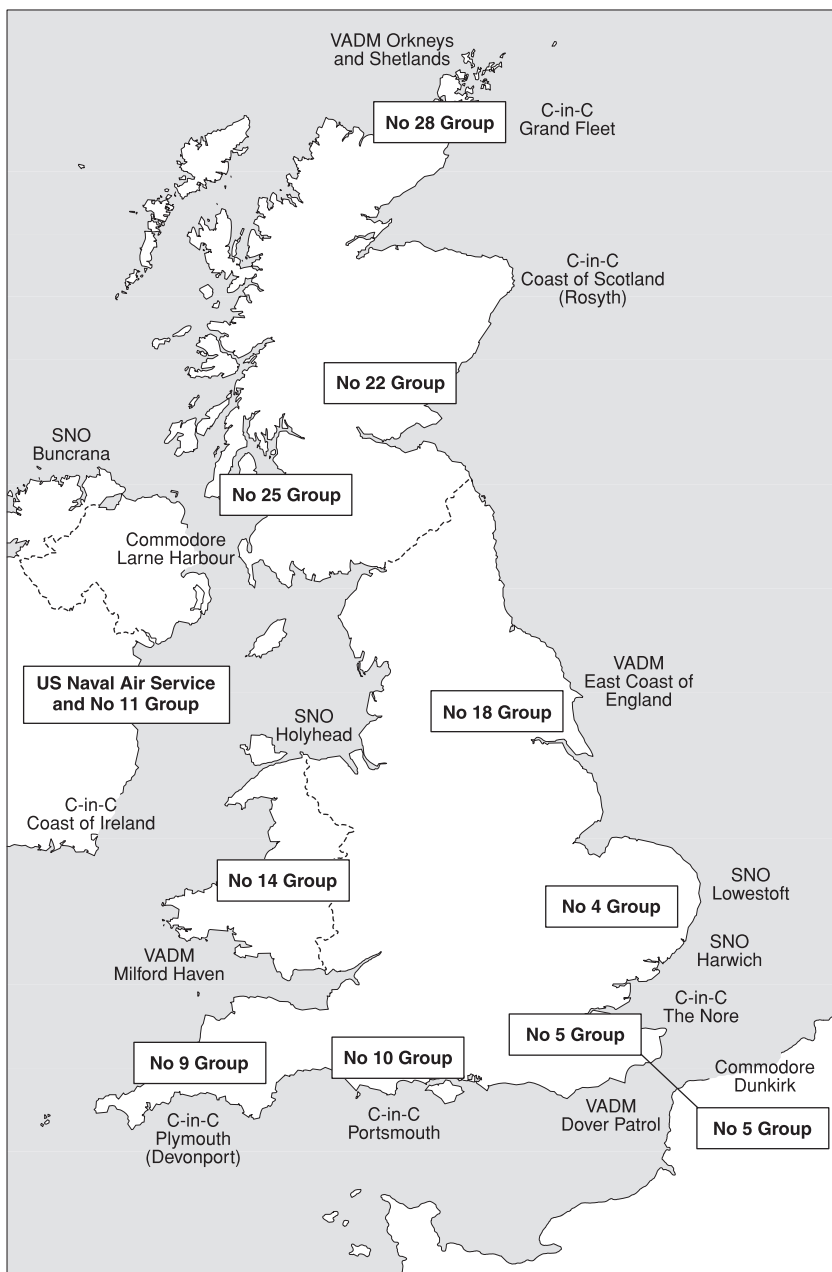 VADM Orkneys
and Shetlands
No 28 Group
C-in-C
Grand Fleet
C-in-C
Coast of Scotland
(Rosyth)
No 22 Group
SNO
Buncrana
No 25 Group
Commodore
Larne Harbour
US Naval Air Service
and No 11 Group
VADM
East Coast of
England
No 18 Group
SNO
Holyhead
C-in-C
Coast of Ireland
No 14 Group
No 4 Group
SNO
Lowestoft
SNO
Harwich
VADM
Milford Haven
C-in-C
The Nore
No 5 Group
No 9 Group
No 10 Group
Commodore
Dunkirk
C-in-C
Plymouth
(Devonport)
C-in-C
Portsmouth
VADM
Dover Patrol
No 5 Group